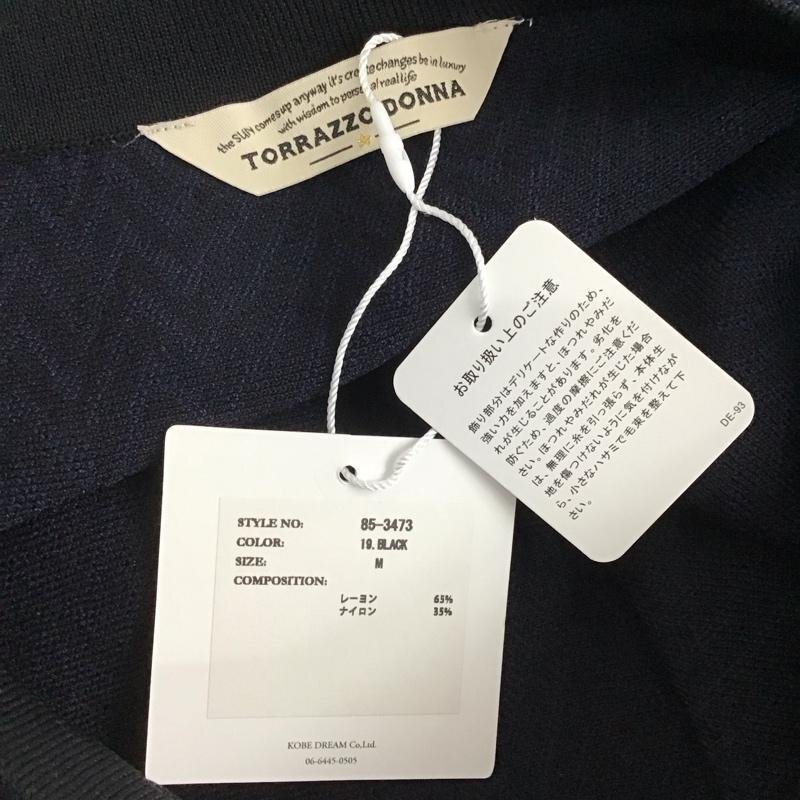 the SUN comes up anyway it's create changes be in luxury
with wisdom to personal real life
TORRAZZO DONNA
お取り扱い上のご注意
飾り部分はデリケートな作りのため、
強い力を加えますと、ほつれやみだ
れが生じることがあります。劣化を
防ぐため、過度の摩擦にご注意くだ
さい。ほつれやみだれが生じた場合
は、無理に糸を引っ張らず、本体生
地を傷つけないように気を付けなが
ら、小さなハサミで毛束を整えて下
さい。
DE-93
STYLE NO: 85-3473
COLOR: 19.BLACK
SIZE: M
COMPOSITION:
レーヨン 65%
ナイロン 35%
KOBE DREAM Co,Ltd.
06-6445-0505